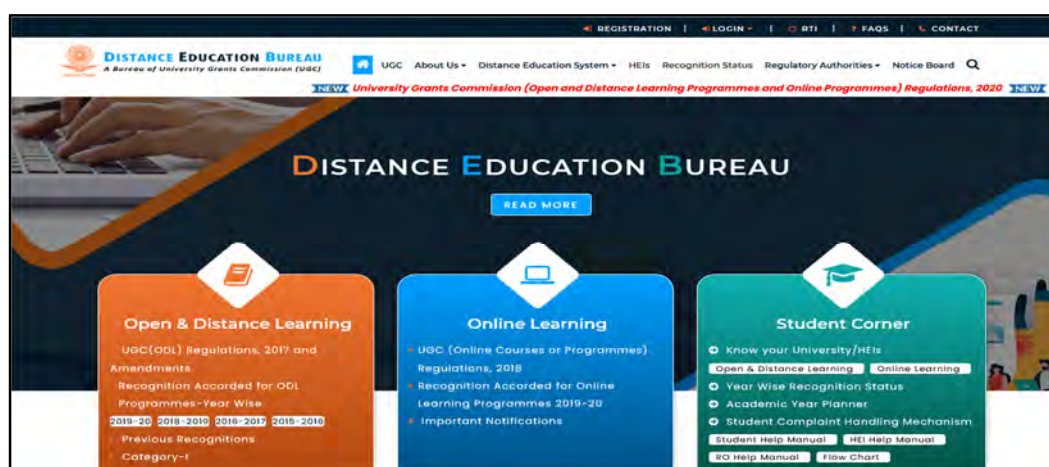 REGISTRATION | LOGIN | RTI | FAQS | CONTACT
DISTANCE EDUCATION BUREAU
A Bureau of University Grants Commission (UGC)
UGC About Us Distance Education System HEIs Recognition Status Regulatory Authorities Notice Board
NEW University Grants Commission (Open and Distance Learning Programmes and Online Programmes) Regulations, 2020 NEW
DISTANCE EDUCATION BUREAU
READ MORE
Open & Distance Learning
UGC(ODL) Regulations, 2017 and
Amendments
Recognition Accorded for ODL
Programmes-Year Wise
2019-20 2018-2019 2016-2017 2015-2016
Previous Recognitions
Category-I
Online Learning
UGC (Online Courses or Programmes)
Regulations, 2018
Recognition Accorded for Online
Learning Programmes 2019-20
Important Notifications
Student Corner
Know your University/HEIs
Open & Distance Learning Online Learning
Year Wise Recognition Status
Academic Year Planner
Student Complaint Handling Mechanism
Student Help Manual HEI Help Manual
RO Help Manual Flow Chart